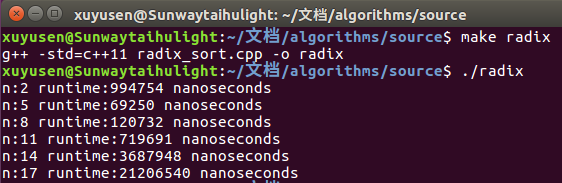 xuyusen@Sunwaytaihulight: ~/文档/algorithms/source
xuyusen@Sunwaytaihulight:~/文档/algorithms/source$ make radix
g++ -std=c++11 radix_sort.cpp -o radix
xuyusen@Sunwaytaihulight:~/文档/algorithms/source$ ./radix
n:2 runtime:994754 nanoseconds
n:5 runtime:69250 nanoseconds
n:8 runtime:120732 nanoseconds
n:11 runtime:719691 nanoseconds
n:14 runtime:3687948 nanoseconds
n:17 runtime:21206540 nanoseconds